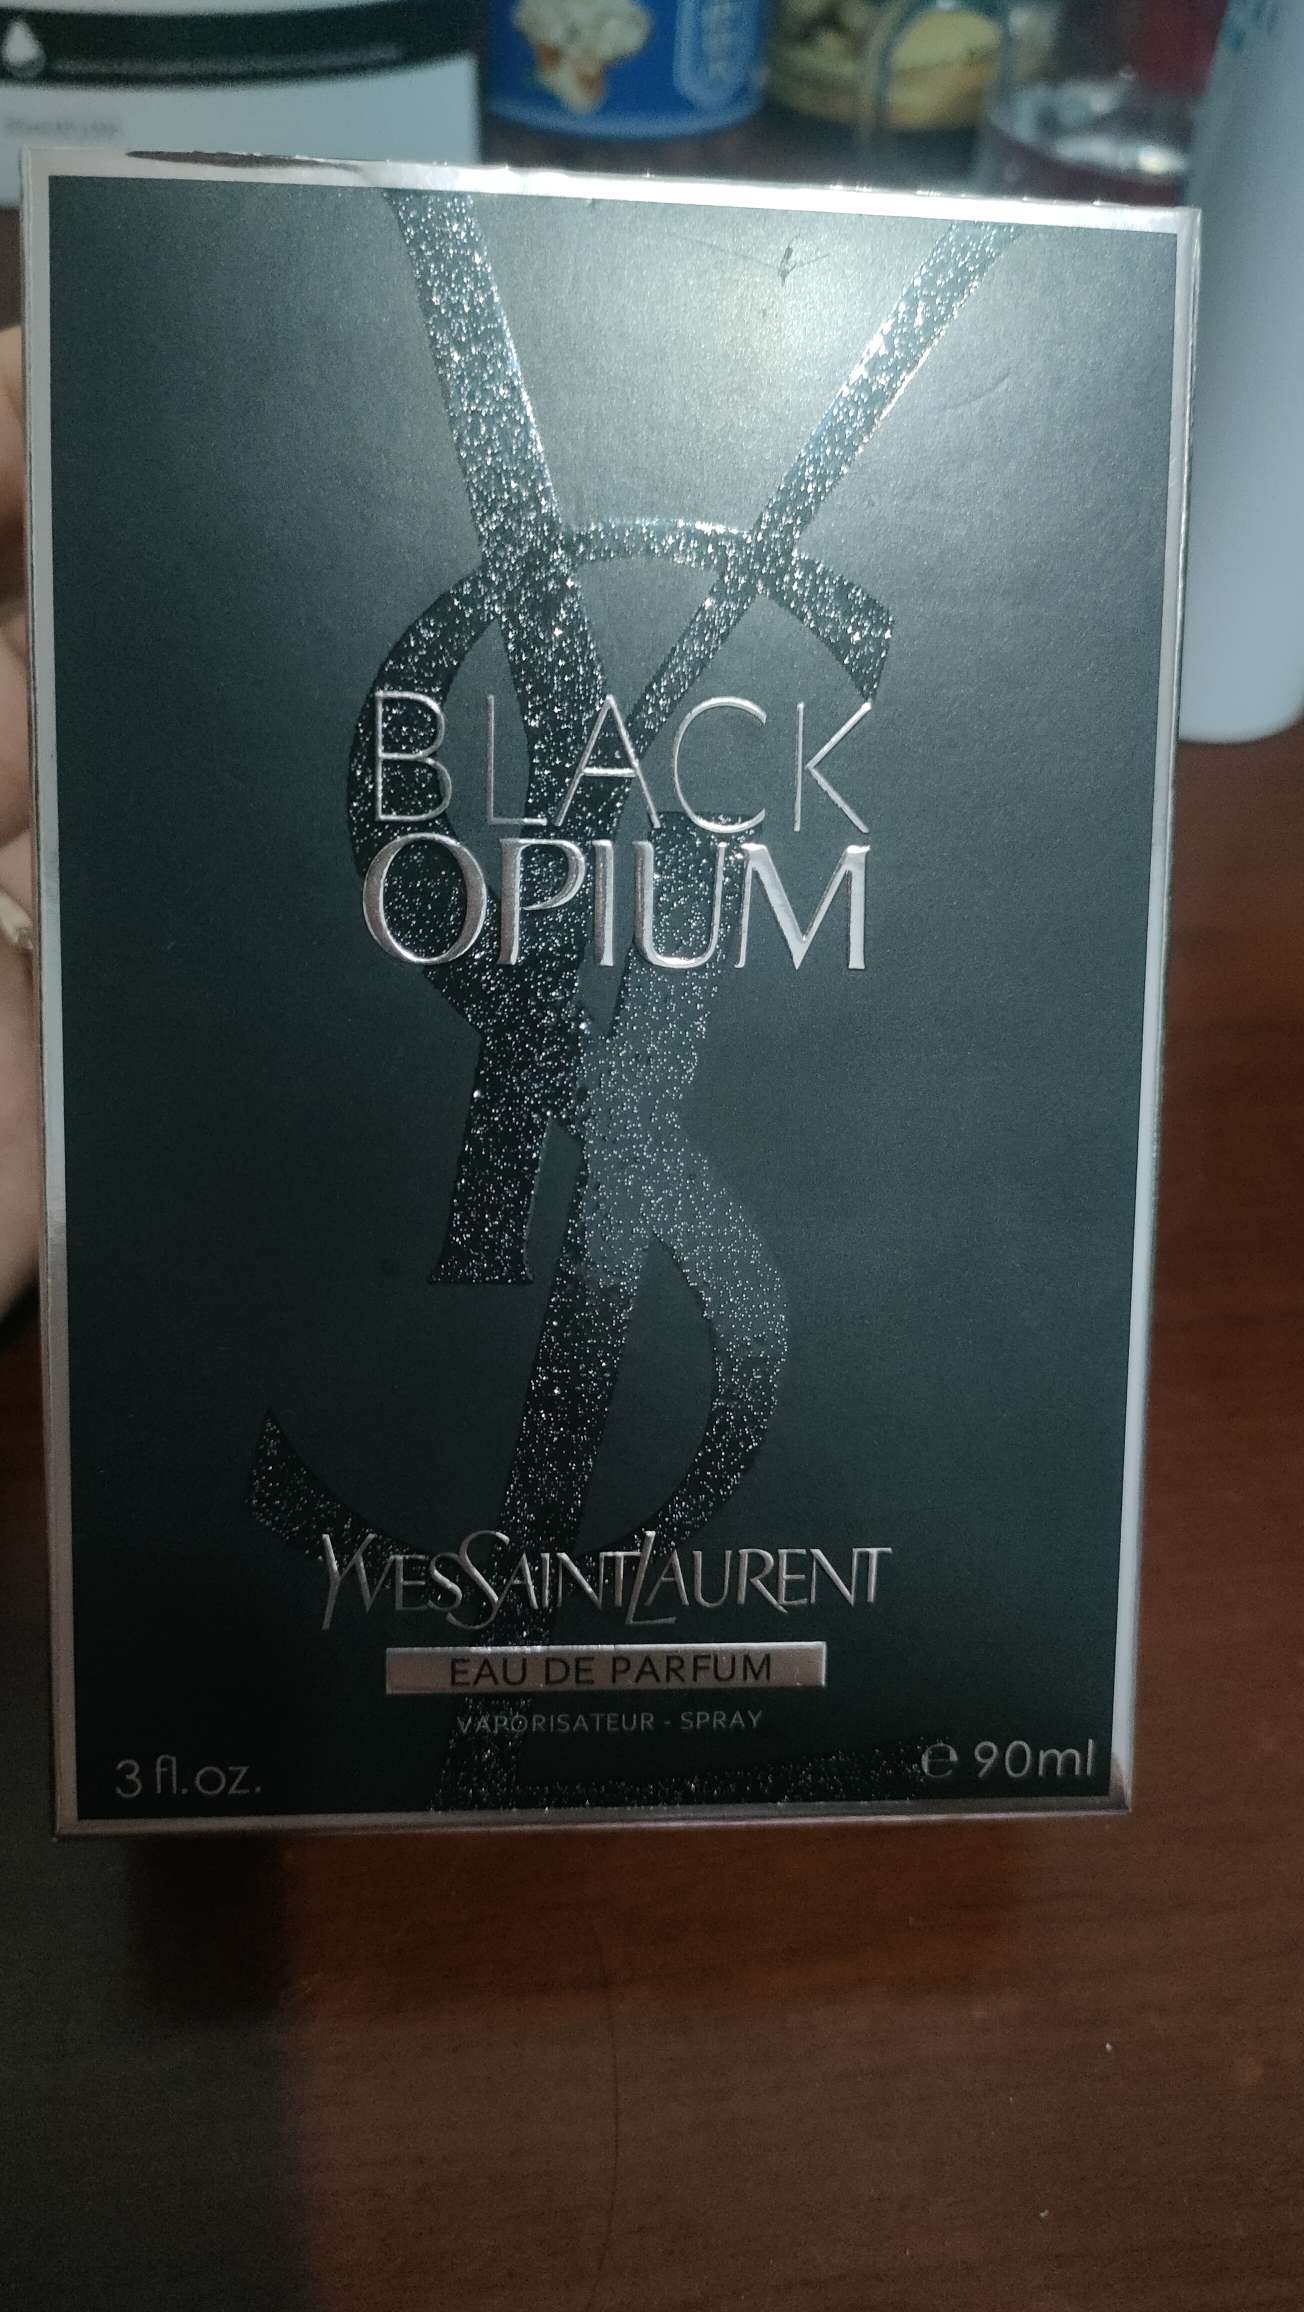 BLACK
OPIUM
YVESSAINTLAURENT
EAU DE PARFUM
VAPORISATEUR - SPRAY
3 fl.oz.
℮ 90ml